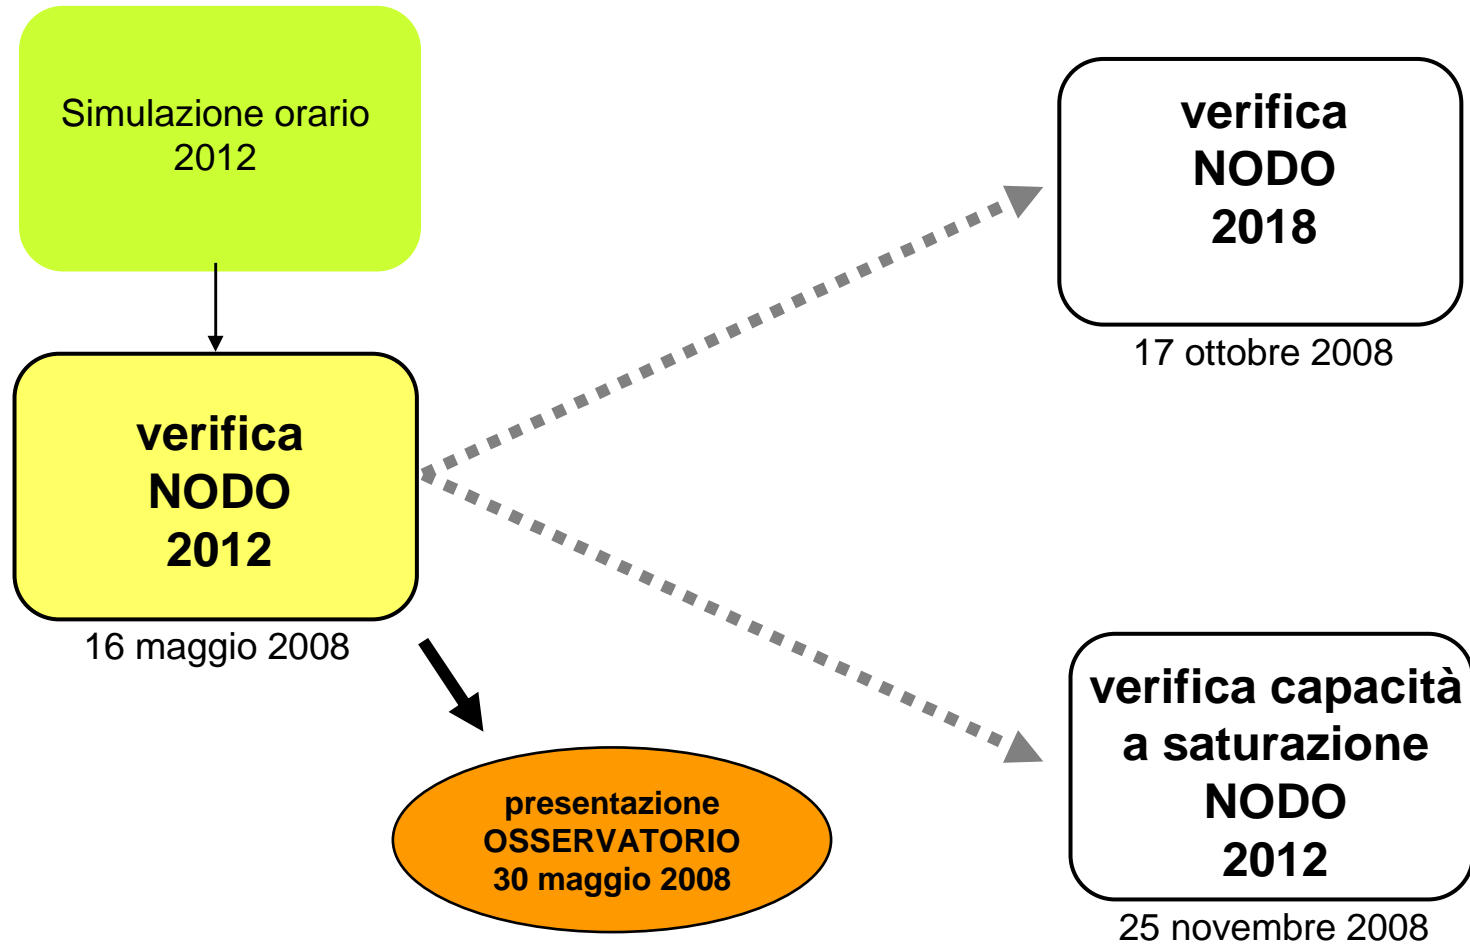 Simulazione orario
2012
verifica
NODO
2012
16 maggio 2008
presentazione
OSSERVATORIO
30 maggio 2008
verifica
NODO
2018
17 ottobre 2008
verifica capacità
a saturazione
NODO
2012
25 novembre 2008